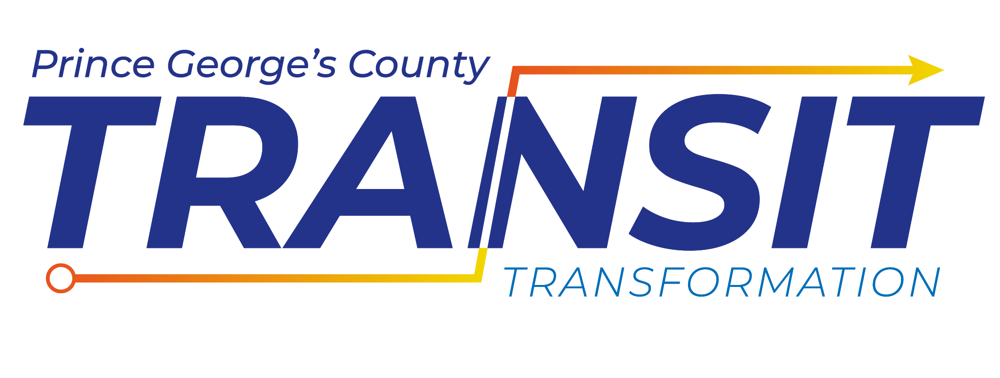 Prince George’s County
TRANSIT
TRANSFORMATION